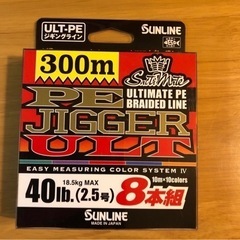 ULT-PE
ジギングライン
SUNLINE
300m
SaltiMate
ULTIMATE PE
BRAIDED LINE
PE
JIGGER
ULT
EASY MEASURING COLOR SYSTEM IV
10m×10colors
18.5kg MAX
40lb.(2.5号)
8本組
SUNLINE
MADE IN JAPAN